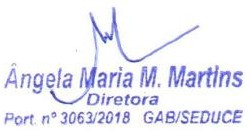 Ângela Maria M. Martins
Diretora
Port. nº 3063/2018 GAB/SEDUCE